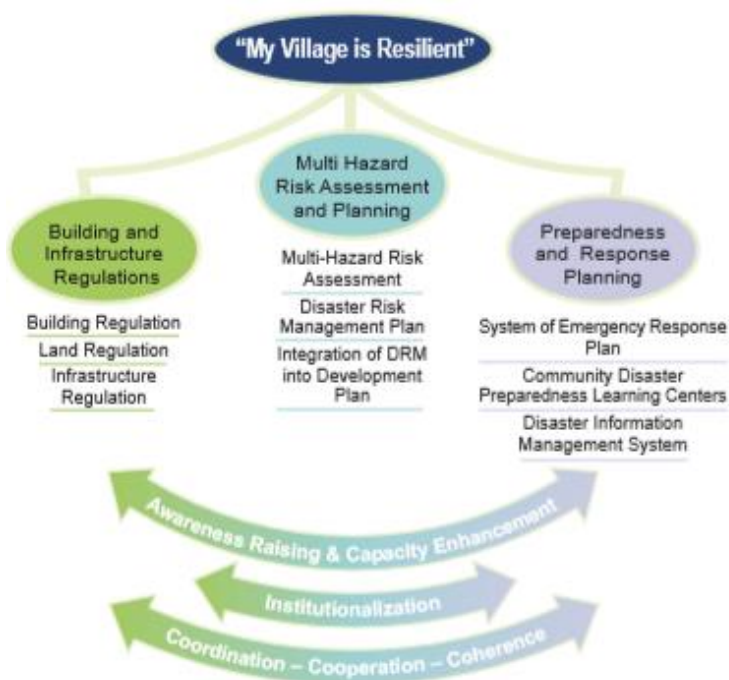 “My Village is Resilient”
Building and
Infrastructure
Regulations
Building Regulation
Land Regulation
Infrastructure
Regulation
Multi Hazard
Risk Assessment
and Planning
Multi-Hazard Risk
Assessment
Disaster Risk
Management Plan
Integration of DRM
into Development
Plan
Preparedness
and Response
Planning
System of Emergency Response
Plan
Community Disaster
Preparedness Learning Centers
Disaster Information
Management System
Awareness Raising & Capacity Enhancement
Institutionalization
Coordination – Cooperation – Coherence